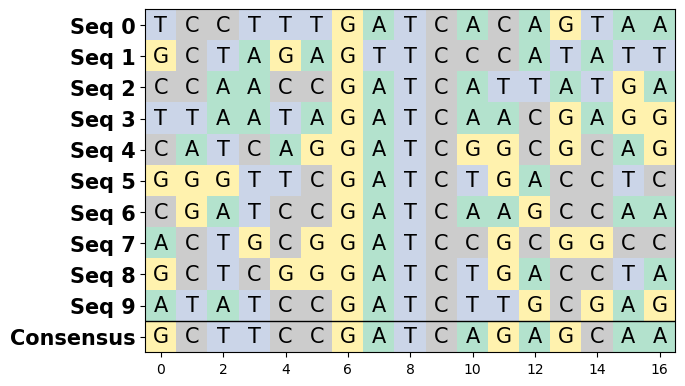 Seq 0 T C C T T T G A T C A C A G T A A
Seq 1 G C T A G A G T T C C C A T A T T
Seq 2 C C A A C C G A T C A T T A T G A
Seq 3 T T A A T A G A T C A A C G A G G
Seq 4 C A T C A G G A T C G G C G C A G
Seq 5 G G G T T C G A T C T G A C C T C
Seq 6 C G A T C C G A T C A A G C C A A
Seq 7 A C T G C G G A T C C G C G G C C
Seq 8 G C T C G G G A T C T G A C C T A
Seq 9 A T A T C C G A T C T T G C G A G
Consensus G C T T C C G A T C A G A G C A A
0 2 4 6 8 10 12 14 16